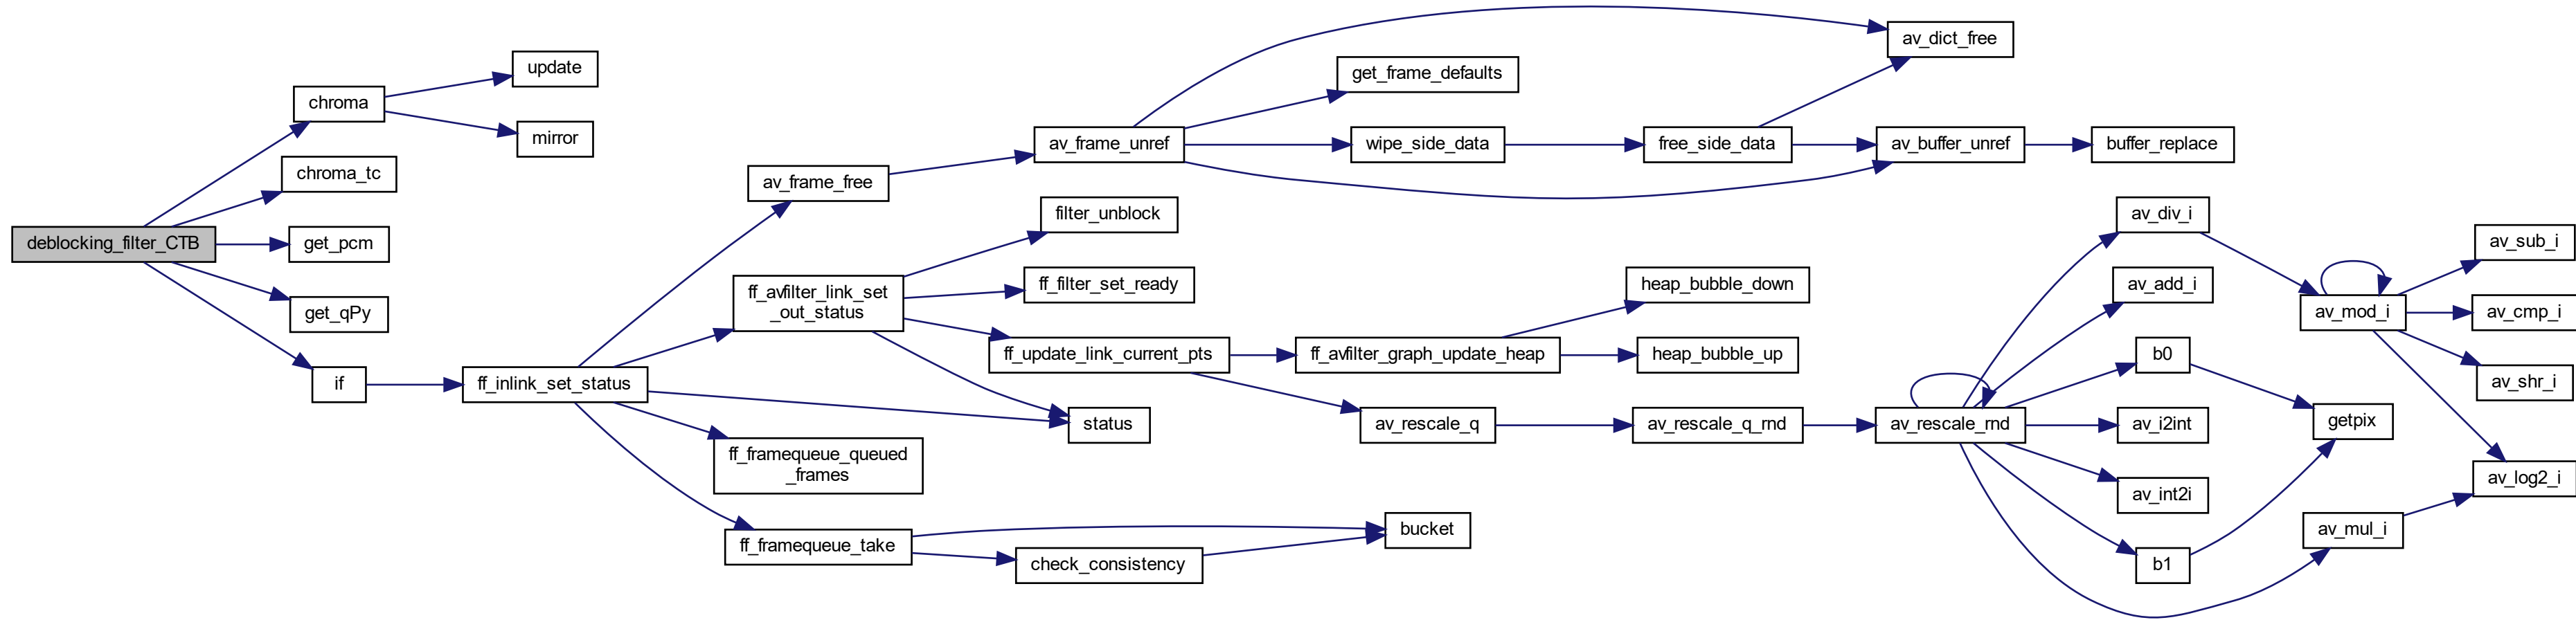 deblocking_filter_CTB
chroma
chroma_tc
get_pcm
get_qPy
if
update
mirror
ff_inlink_set_status
av_frame_free
ff_avfilter_link_set
_out_status
status
ff_framequeue_queued
_frames
ff_framequeue_take
av_frame_unref
filter_unblock
ff_filter_set_ready
ff_update_link_current_pts
check_consistency
bucket
get_frame_defaults
wipe_side_data
ff_avfilter_graph_update_heap
av_rescale_q
free_side_data
heap_bubble_down
heap_bubble_up
av_rescale_q_rnd
av_dict_free
av_buffer_unref
buffer_replace
av_rescale_rnd
av_div_i
av_add_i
b0
av_i2int
av_int2i
b1
av_mod_i
getpix
av_mul_i
av_sub_i
av_cmp_i
av_shr_i
av_log2_i